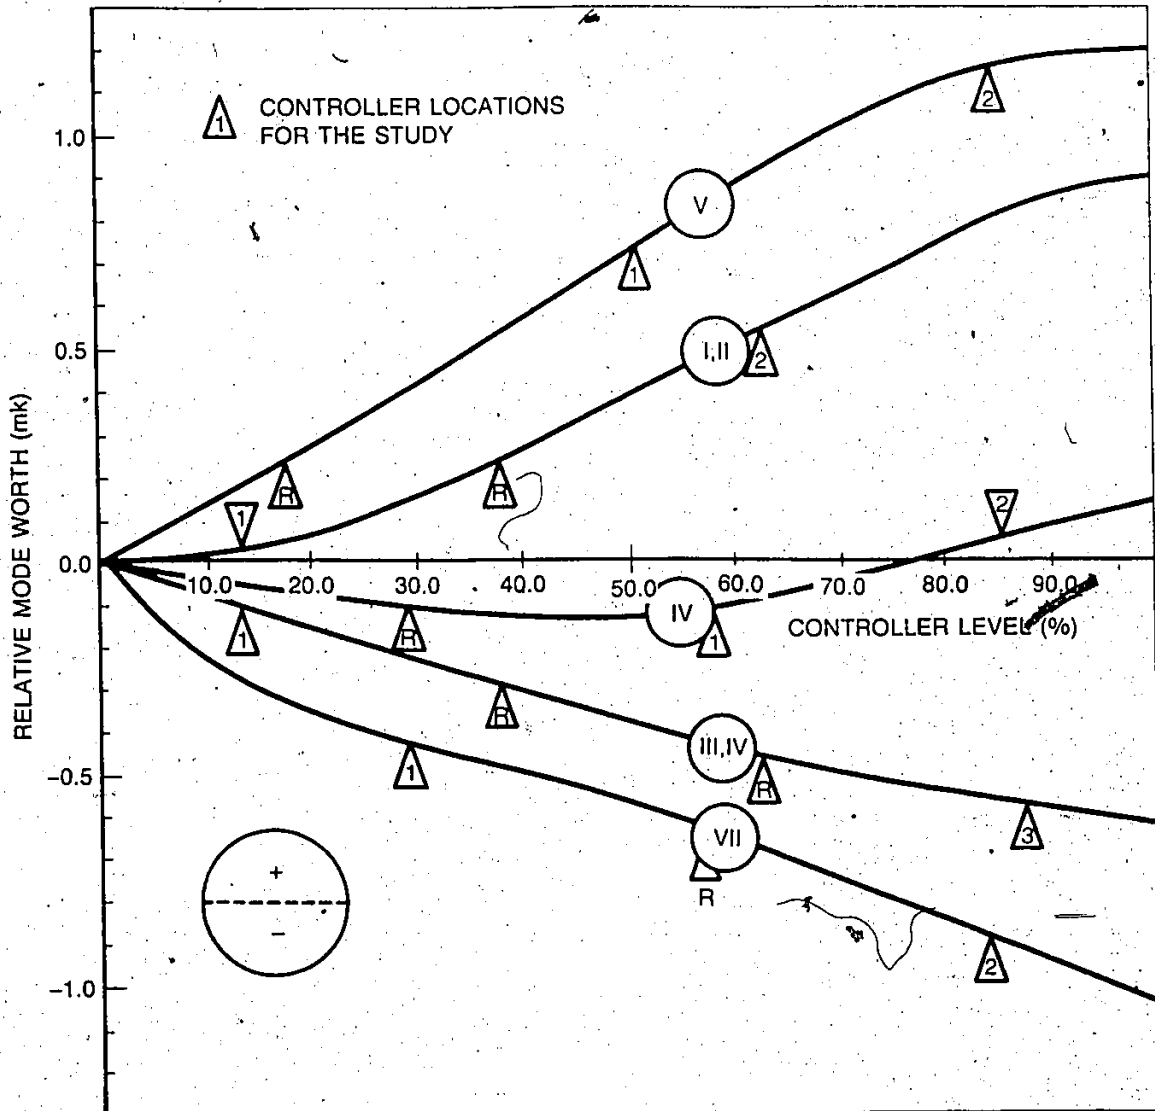 1 CONTROLLER LOCATIONS
FOR THE STUDY
2
1.0
V
1
I,II
2
0.5
R
R
1
2
0.0
10.0 20.0 30.0 40.0 50.0 60.0 70.0 80.0 90.0
IV
R
1
CONTROLLER LEVEL (%)
1
R
III,IV
R
1
-0.5
3
VII
R
+
-
2
-1.0
RELATIVE MODE WORTH (mk)